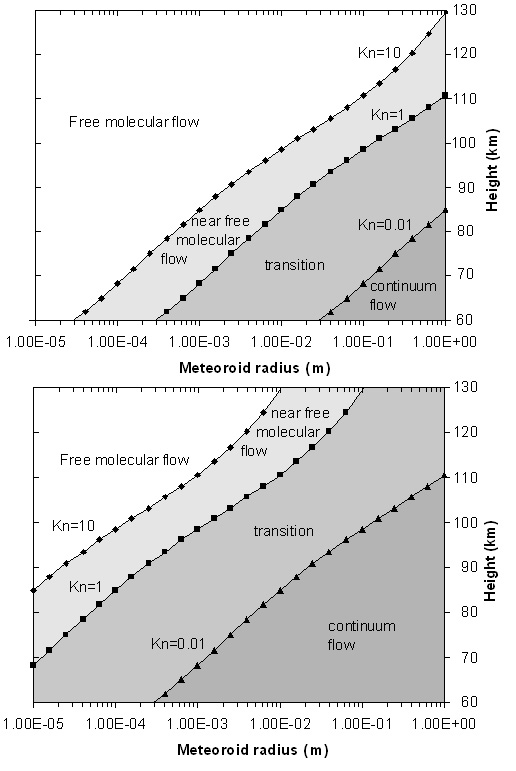 130
Kn=10
120
Free molecular flow
Kn=1
110
100
Height (km)
90
near free
molecular
flow
Kn=0.01
80
transition
70
continuum
flow
60
1.00E-05 1.00E-04 1.00E-03 1.00E-02 1.00E-01 1.00E+00
Meteoroid radius (m)
130
near free
molecular
flow
120
Free molecular flow
110
Kn=10
transition
100
Height (km)
90
Kn=1
80
continuum
flow
Kn=0.01
70
60
1.00E-05 1.00E-04 1.00E-03 1.00E-02 1.00E-01 1.00E+00
Meteoroid radius (m)